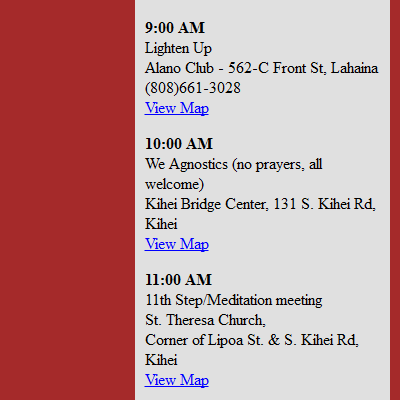 9:00 AM
Lighten Up
Alano Club - 562-C Front St, Lahaina
(808)661-3028
View Map
10:00 AM
We Agnostics (no prayers, all
welcome)
Kihei Bridge Center, 131 S. Kihei Rd,
Kihei
View Map
11:00 AM
11th Step/Meditation meeting
St. Theresa Church,
Corner of Lipoa St. & S. Kihei Rd,
Kihei
View Map